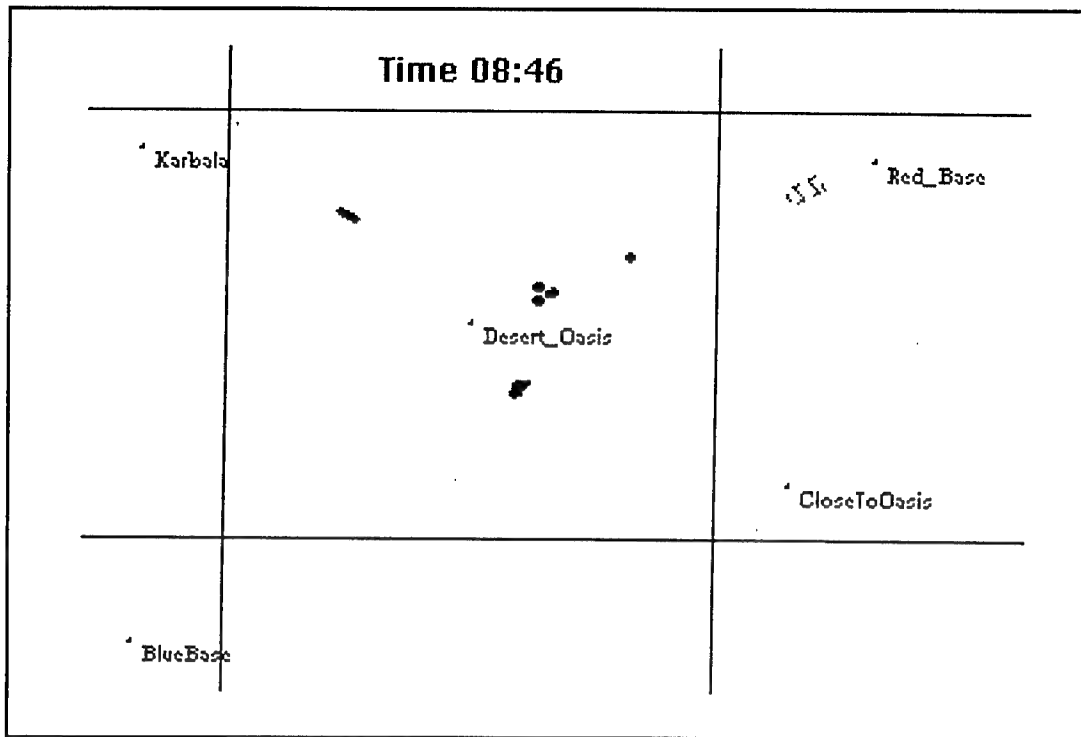 Time 08:46
Karbala
Red_Base
Desert_Oasis
CloseToOasis
BlueBase